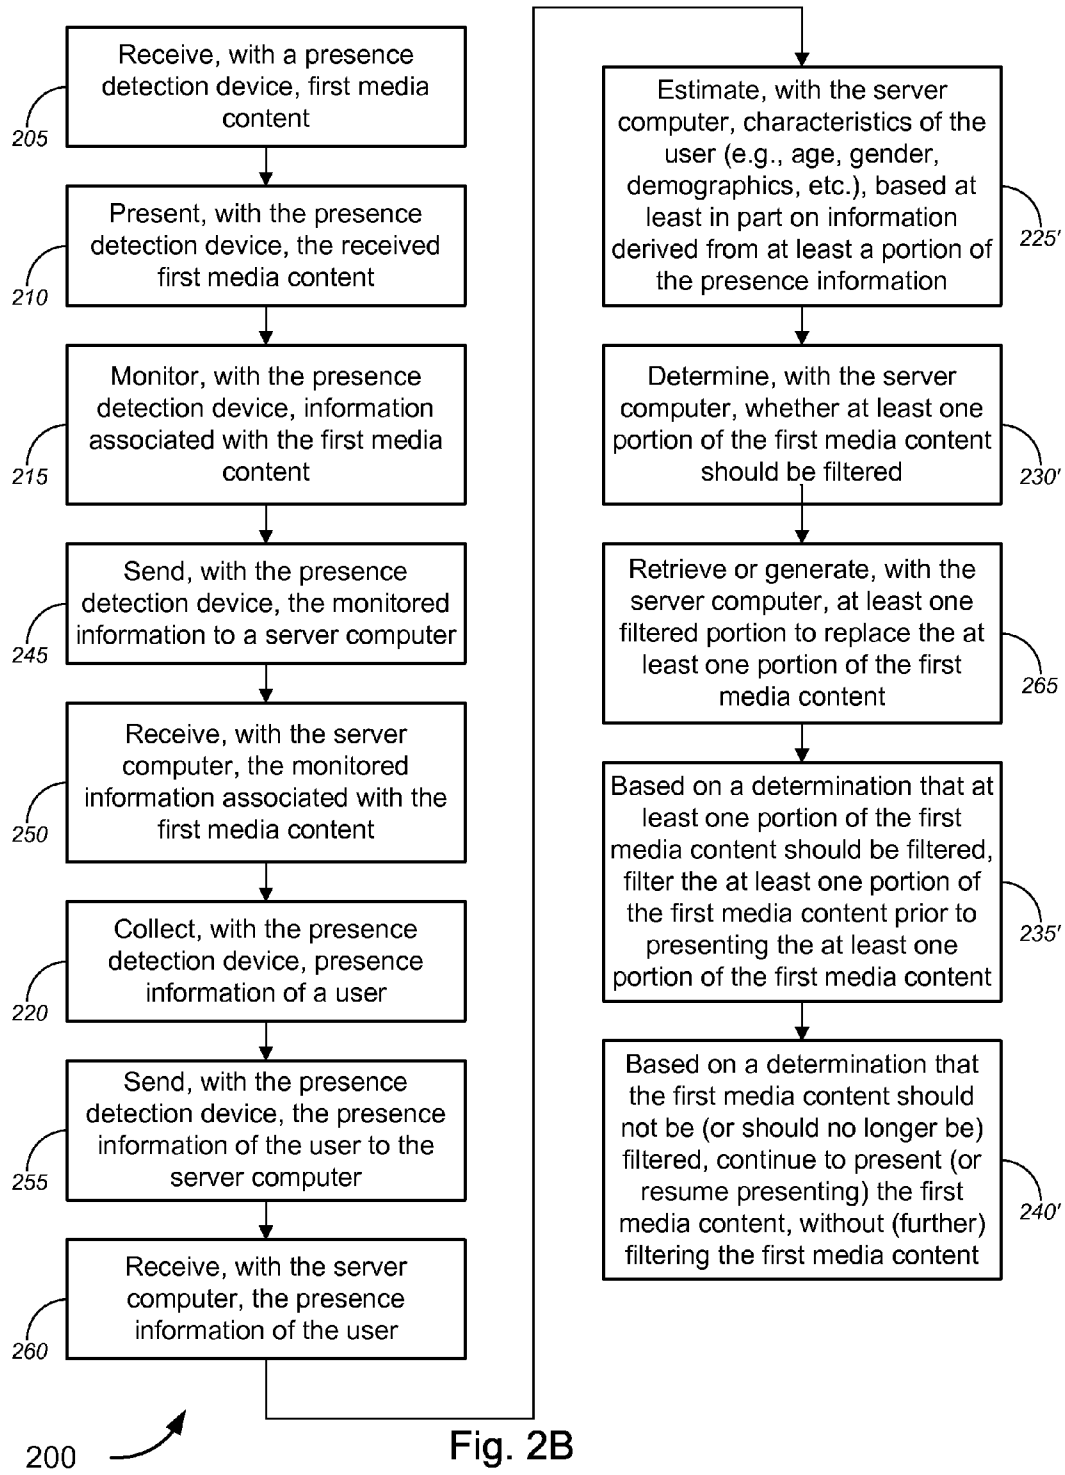 Receive, with a presence
detection device, first media
content
205
Present, with the presence
detection device, the received
first media content
210
Monitor, with the presence
detection device, information
associated with the first media
content
215
Send, with the presence
detection device, the monitored
information to a server computer
245
Receive, with the server
computer, the monitored
information associated with the
first media content
250
Collect, with the presence
detection device, presence
information of a user
220
Send, with the presence
detection device, the presence
information of the user to the
server computer
255
Receive, with the server
computer, the presence
information of the user
260
Estimate, with the server
computer, characteristics of the
user (e.g., age, gender,
demographics, etc.), based at
least in part on information
derived from at least a portion of
the presence information
225'
Determine, with the server
computer, whether at least one
portion of the first media content
should be filtered
230'
Retrieve or generate, with the
server computer, at least one
filtered portion to replace the at
least one portion of the first
media content
265
Based on a determination that at
least one portion of the first
media content should be filtered,
filter the at least one portion of
the first media content prior to
presenting the at least one
portion of the first media content
235'
Based on a determination that
the first media content should
not be (or should no longer be)
filtered, continue to present (or
resume presenting) the first
media content, without (further)
filtering the first media content
240'
200
Fig. 2B